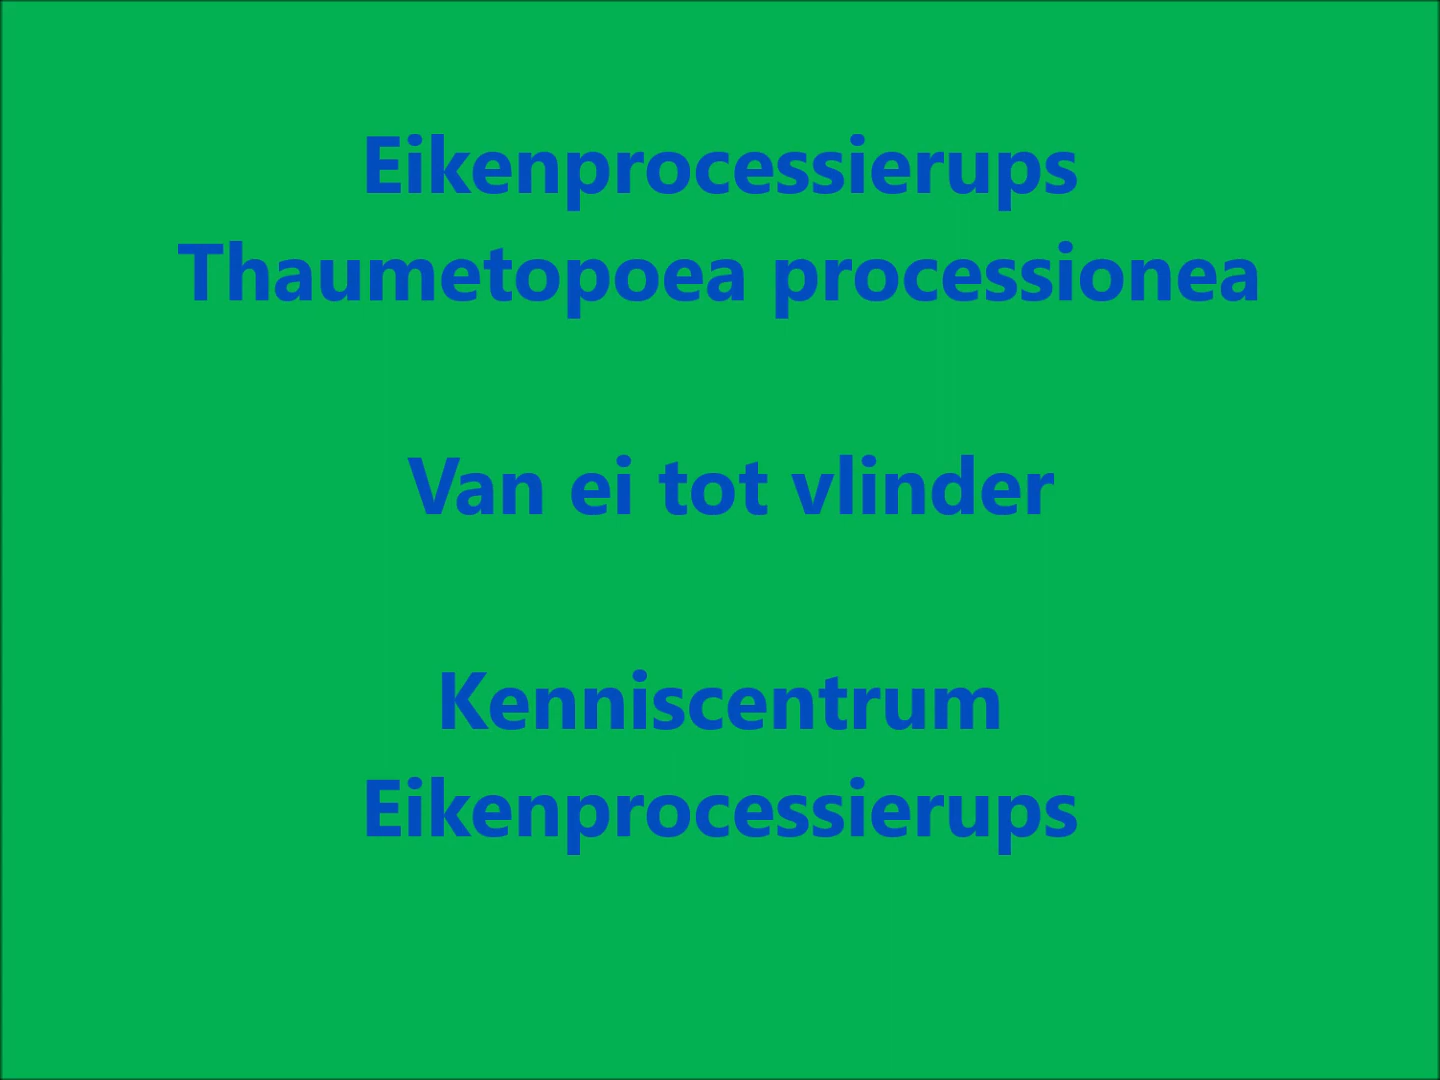 Eikenprocessierups
Thaumetopoea processionea
Van ei tot vlinder
Kenniscentrum
Eikenprocessierups